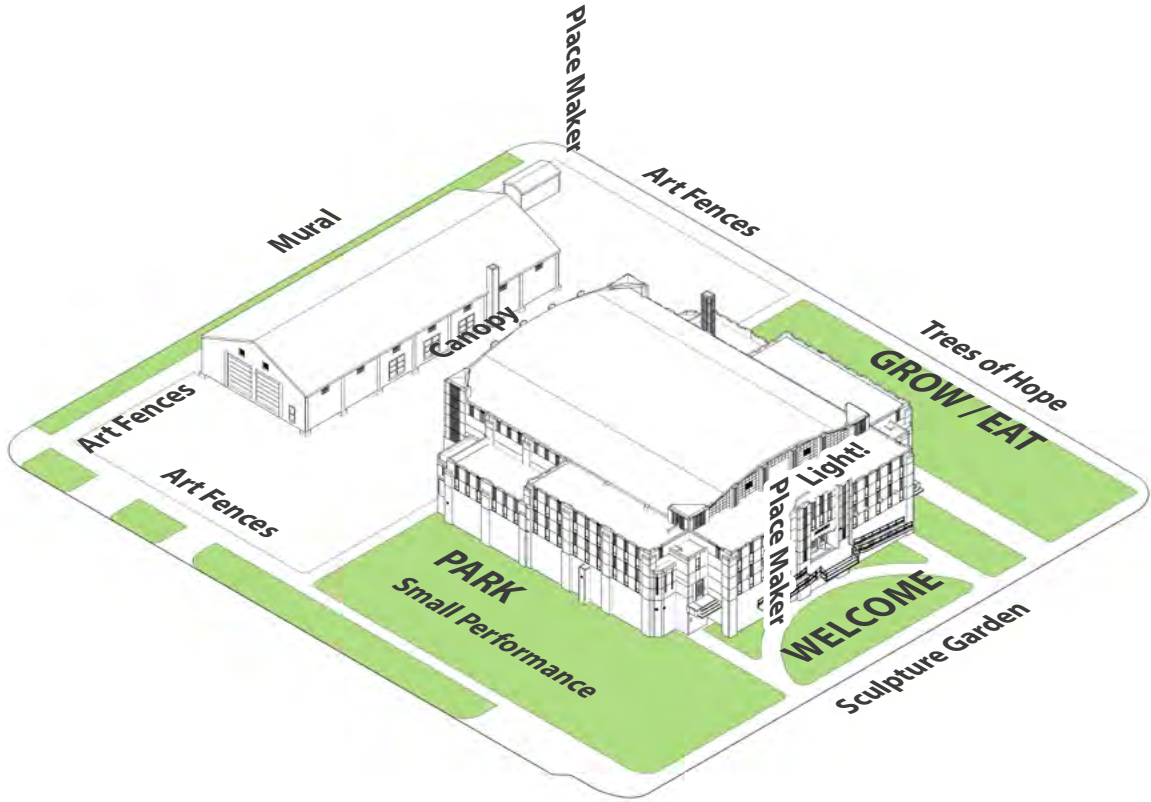 Place Maker
Art Fences
Mural
Canopy
Trees of Hope
GROW / EAT
Art Fences
Light!
Art Fences
Place Maker
PARK
Small Performance
WELCOME
Sculpture Garden